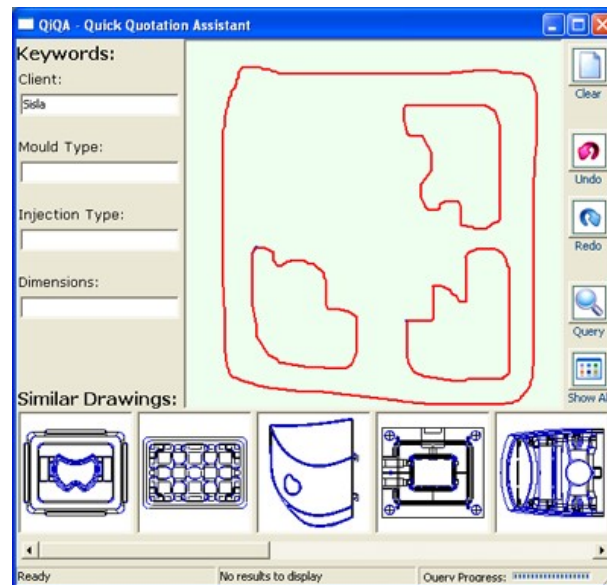 QiQA - Quick Quotation Assistant
Keywords:
Client:
Sisla
Mould Type:
Injection Type:
Dimensions:
Clear
Undo
Redo
Query
Show Al
Similar Drawings:
Ready
No results to display
Query Progress: